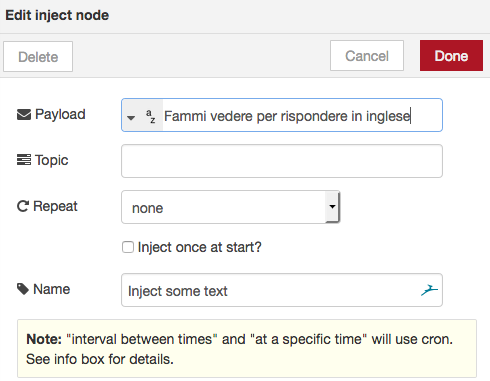 Edit inject node
Delete Cancel Done
Payload az Fammi vedere per rispondere in inglese
Topic
Repeat none
Inject once at start?
Name Inject some text
Note: "interval between times" and "at a specific time" will use cron.
See info box for details.